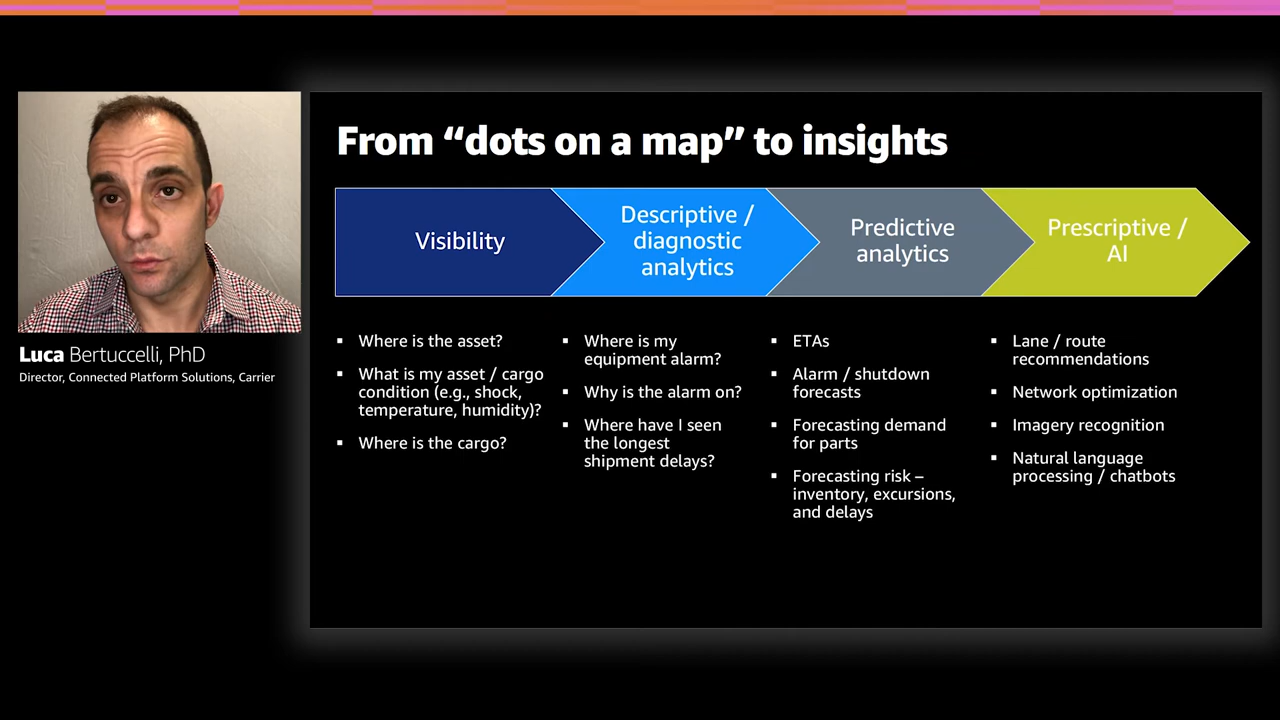 From “dots on a map” to insights
Visibility
Descriptive /
diagnostic
analytics
Predictive
analytics
Prescriptive /
AI
Luca Bertuccelli, PhD
Director, Connected Platform Solutions, Carrier
▪ Where is the asset?
▪ What is my asset / cargo
condition (e.g., shock,
temperature, humidity)?
▪ Where is the cargo?
▪ Where is my
equipment alarm?
▪ Why is the alarm on?
▪ Where have I seen
the longest
shipment delays?
▪ ETAs
▪ Alarm / shutdown
forecasts
▪ Forecasting demand
for parts
▪ Forecasting risk –
inventory, excursions,
and delays
▪ Lane / route
recommendations
▪ Network optimization
▪ Imagery recognition
▪ Natural language
processing / chatbots